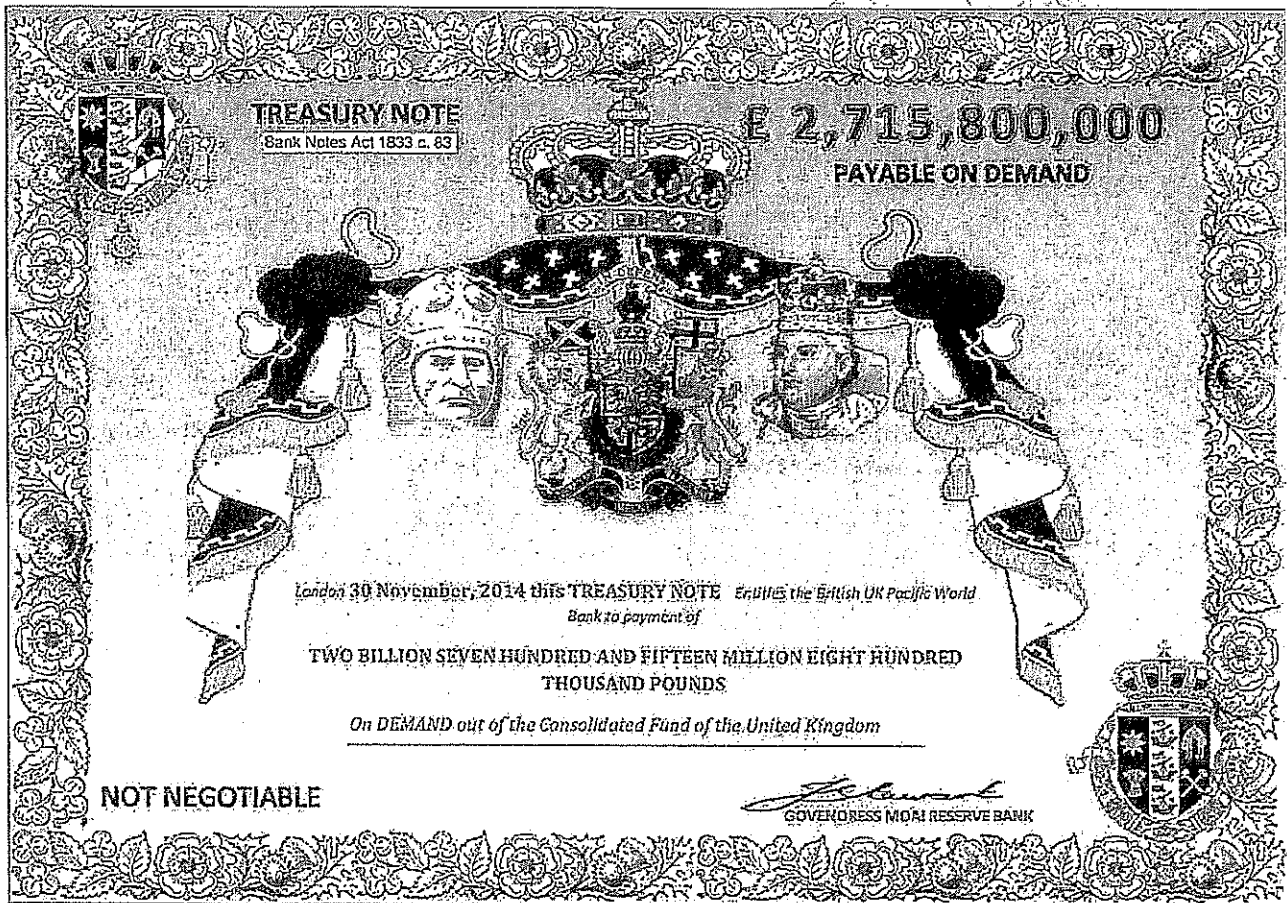 TREASURY NOTE
Bank Notes Act 1833 c. 83
£ 2,715,800,000
PAYABLE ON DEMAND
London 30 November, 2014 this TREASURY NOTE Entitles the British UK Pacific World
Bank to payment of
TWO BILLION SEVEN HUNDRED AND FIFTEEN MILLION EIGHT HUNDRED
THOUSAND POUNDS
On DEMAND out of the Consolidated Fund of the United Kingdom
NOT NEGOTIABLE
GOVENORESS MOAI RESERVE BANK